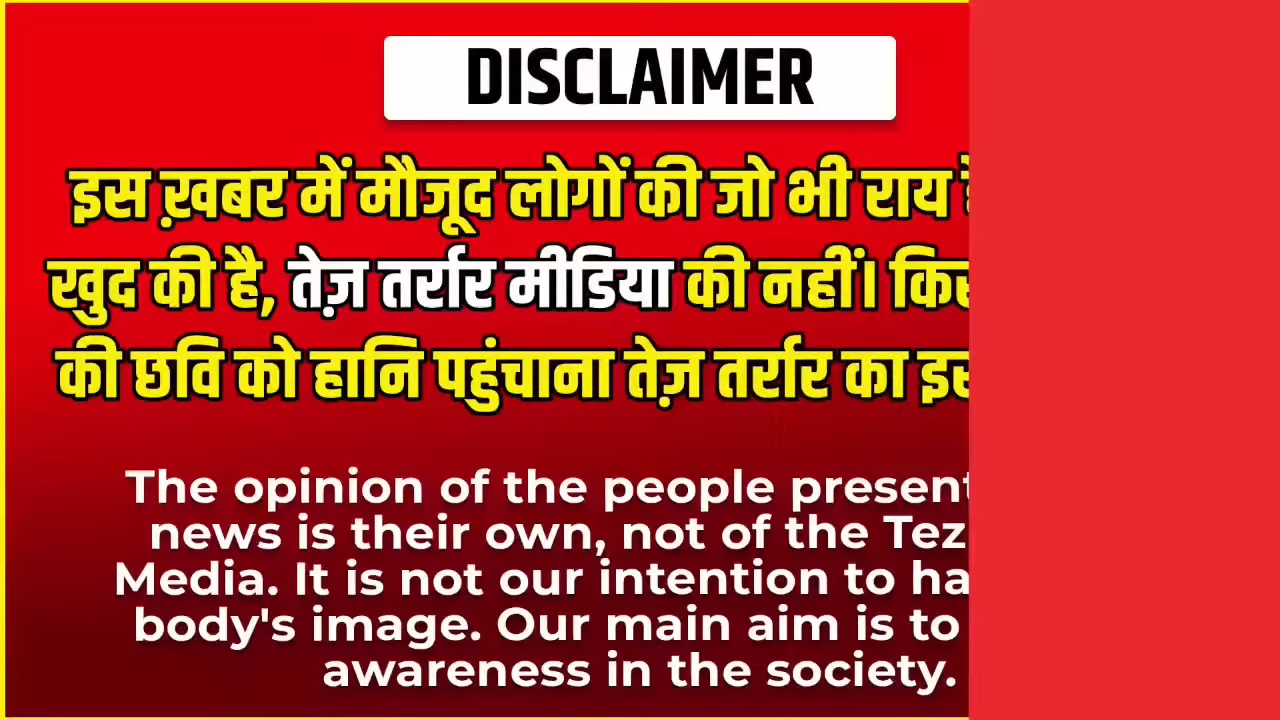 DISCLAIMER
इस ख़बर में मौजूद लोगों की जो भी राय
खुद की है, तेज़ तर्रार मीडिया की नहीं।
की छवि को हानि पहुंचाना तेज़ तर्रार का
The opinion of the people present
news is their own, not of the Tez
Media. It is not our intention to
body's image. Our main aim is to
awareness in the society.